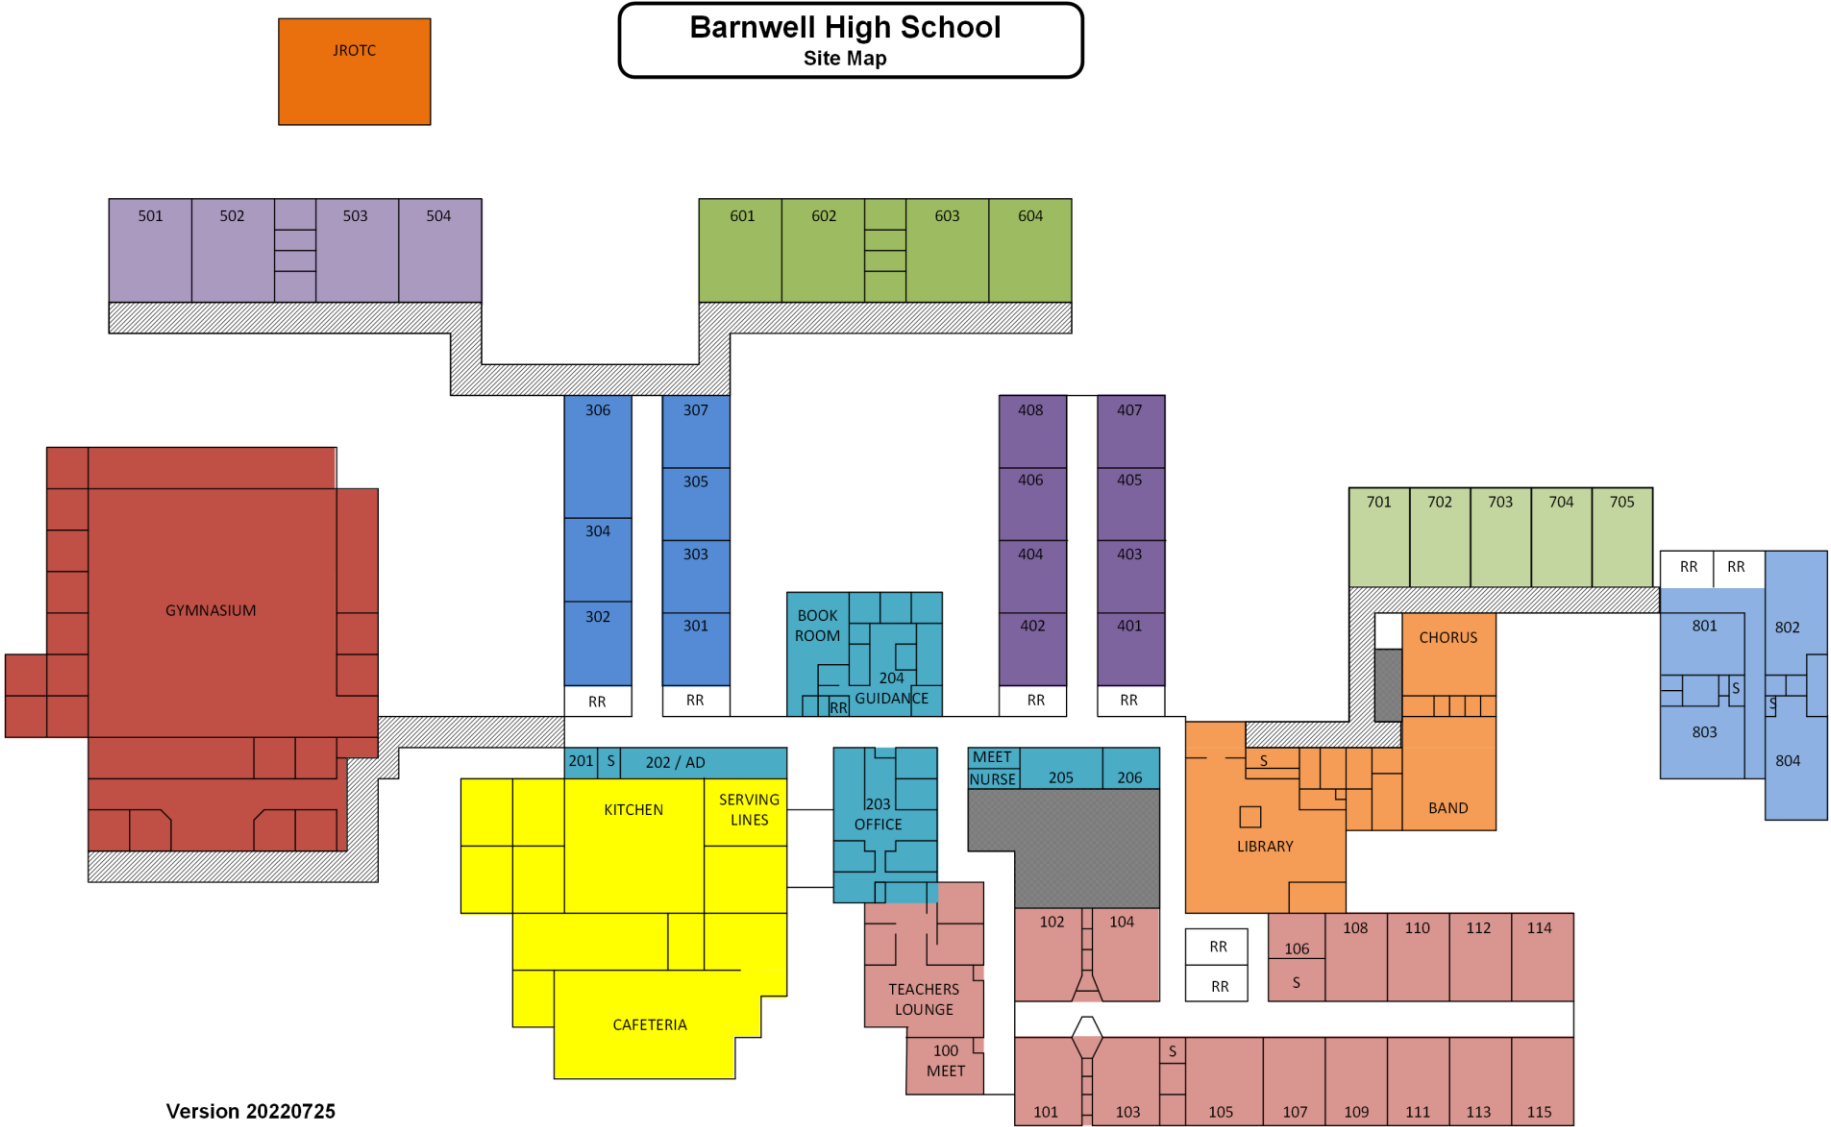 Barnwell High School
Site Map
JROTC
501 502 503 504
601 602 603 604
306 307 408 407
304 305 406 405
303 404 403
302 301 402 401
RR RR RR RR
701 702 703 704 705
RR RR
801 802
S
S
803
804
CHORUS
BAND
GYMNASIUM
BOOK
ROOM
204
GUIDANCE
RR
201 S 202 / AD
MEET
NURSE
205 206
203
OFFICE
KITCHEN
SERVING
LINES
CAFETERIA
S
LIBRARY
TEACHERS
LOUNGE
100
MEET
102 104
RR
RR
106
S
108 110 112 114
S
101 103 105 107 109 111 113 115
Version 20220725